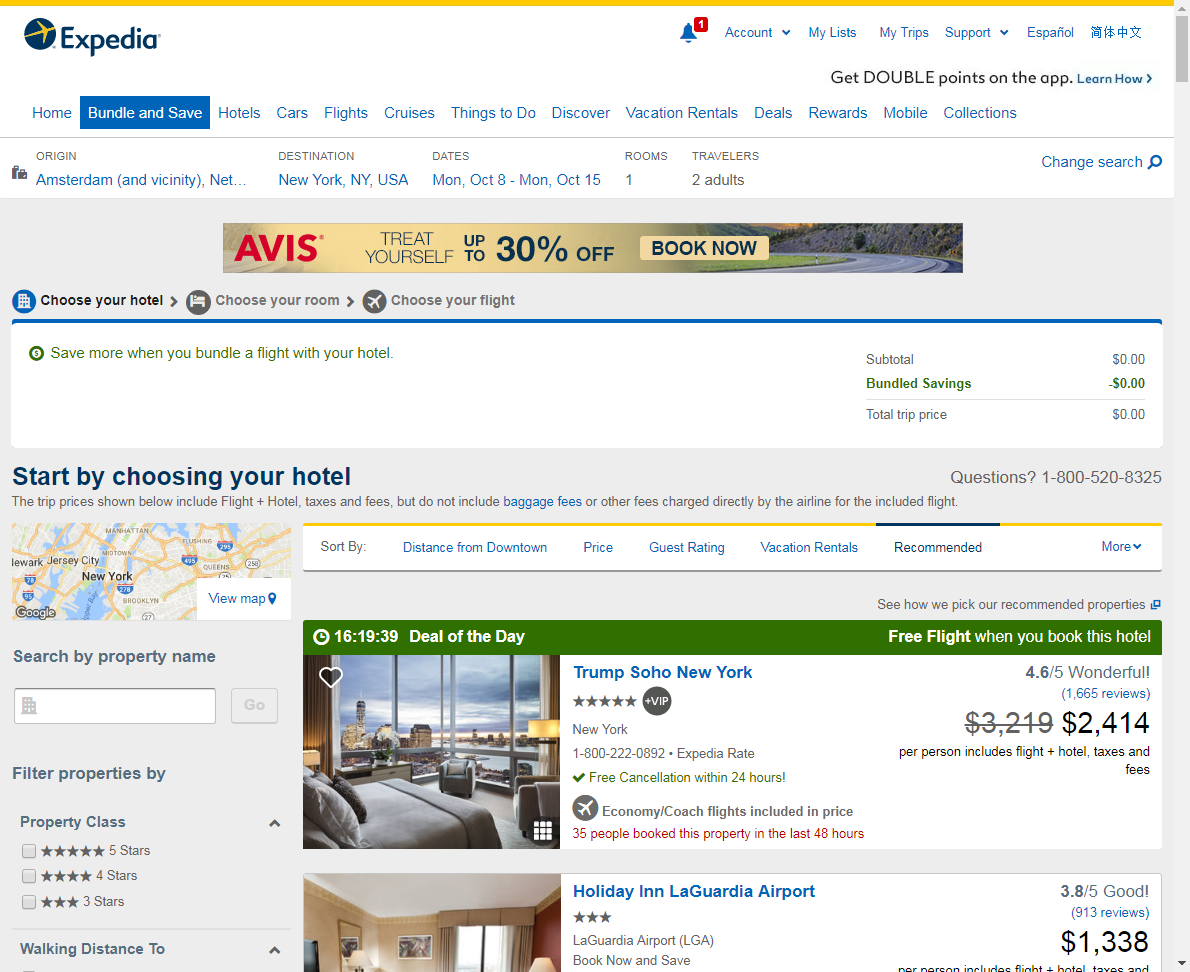 Expedia
1
Account
My Lists
My Trips
Support
Español
简体中文
Get DOUBLE points on the app. Learn How
Home
Bundle and Save
Hotels
Cars
Flights
Cruises
Things to Do
Discover
Vacation Rentals
Deals
Rewards
Mobile
Collections
ORIGIN
Amsterdam (and vicinity), Net...
DESTINATION
New York, NY, USA
DATES
Mon, Oct 8 - Mon, Oct 15
ROOMS
1
TRAVELERS
2 adults
Change search
AVIS
TREAT YOURSELF
UP TO
30% OFF
BOOK NOW
Choose your hotel
Choose your room
Choose your flight
Save more when you bundle a flight with your hotel.
Subtotal $0.00
Bundled Savings -$0.00
Total trip price $0.00
Start by choosing your hotel
Questions? 1-800-520-8325
The trip prices shown below include Flight + Hotel, taxes and fees, but do not include baggage fees or other fees charged directly by the airline for the included flight.
MANHATTAN
FLUSHING
295
MIDTOWN
ewark
Jersey City
495
QUEENS
258
78
New York
278
95
BROOKLYN
27
Google
View map
Sort By:
Distance from Downtown
Price
Guest Rating
Vacation Rentals
Recommended
More
See how we pick our recommended properties
Search by property name
Go
Filter properties by
Property Class
5 Stars
4 Stars
3 Stars
Walking Distance To
16:19:39 Deal of the Day
Free Flight when you book this hotel
Trump Soho New York
+VIP
New York
1-800-222-0892 • Expedia Rate
Free Cancellation within 24 hours!
Economy/Coach flights included in price
35 people booked this property in the last 48 hours
4.6/5 Wonderful!
(1,665 reviews)
$3,219 $2,414
per person includes flight + hotel, taxes and
fees
Holiday Inn LaGuardia Airport
LaGuardia Airport (LGA)
Book Now and Save
3.8/5 Good!
(913 reviews)
$1,338
per person includes flight + hotel, taxes and